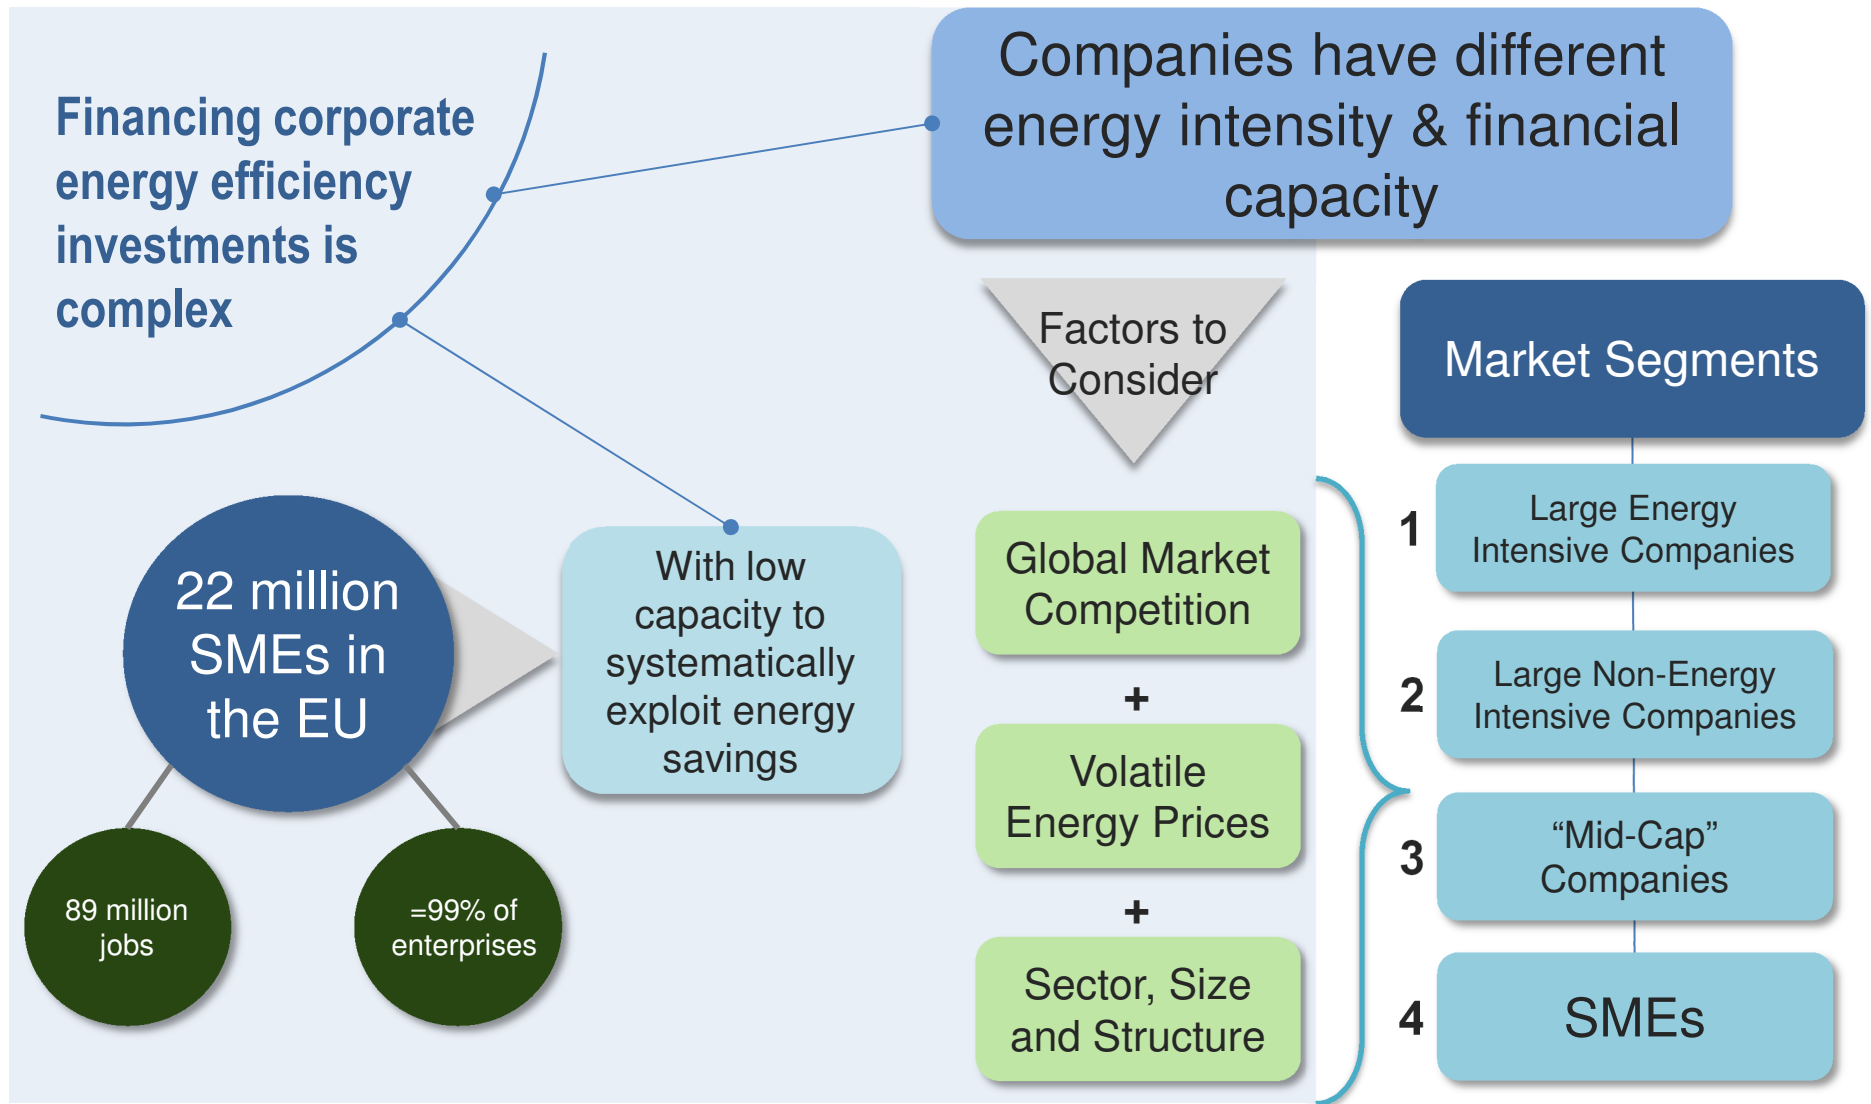 Financing corporate
energy efficiency
investments is
complex
Companies have different
energy intensity & financial
capacity
Factors to
Consider
Market Segments
22 million
SMEs in
the EU
With low
capacity to
systematically
exploit energy
savings
89 million
jobs
=99% of
enterprises
Global Market
Competition
+
Volatile
Energy Prices
+
Sector, Size
and Structure
1
Large Energy
Intensive Companies
2
Large Non-Energy
Intensive Companies
3
“Mid-Cap”
Companies
4
SMEs